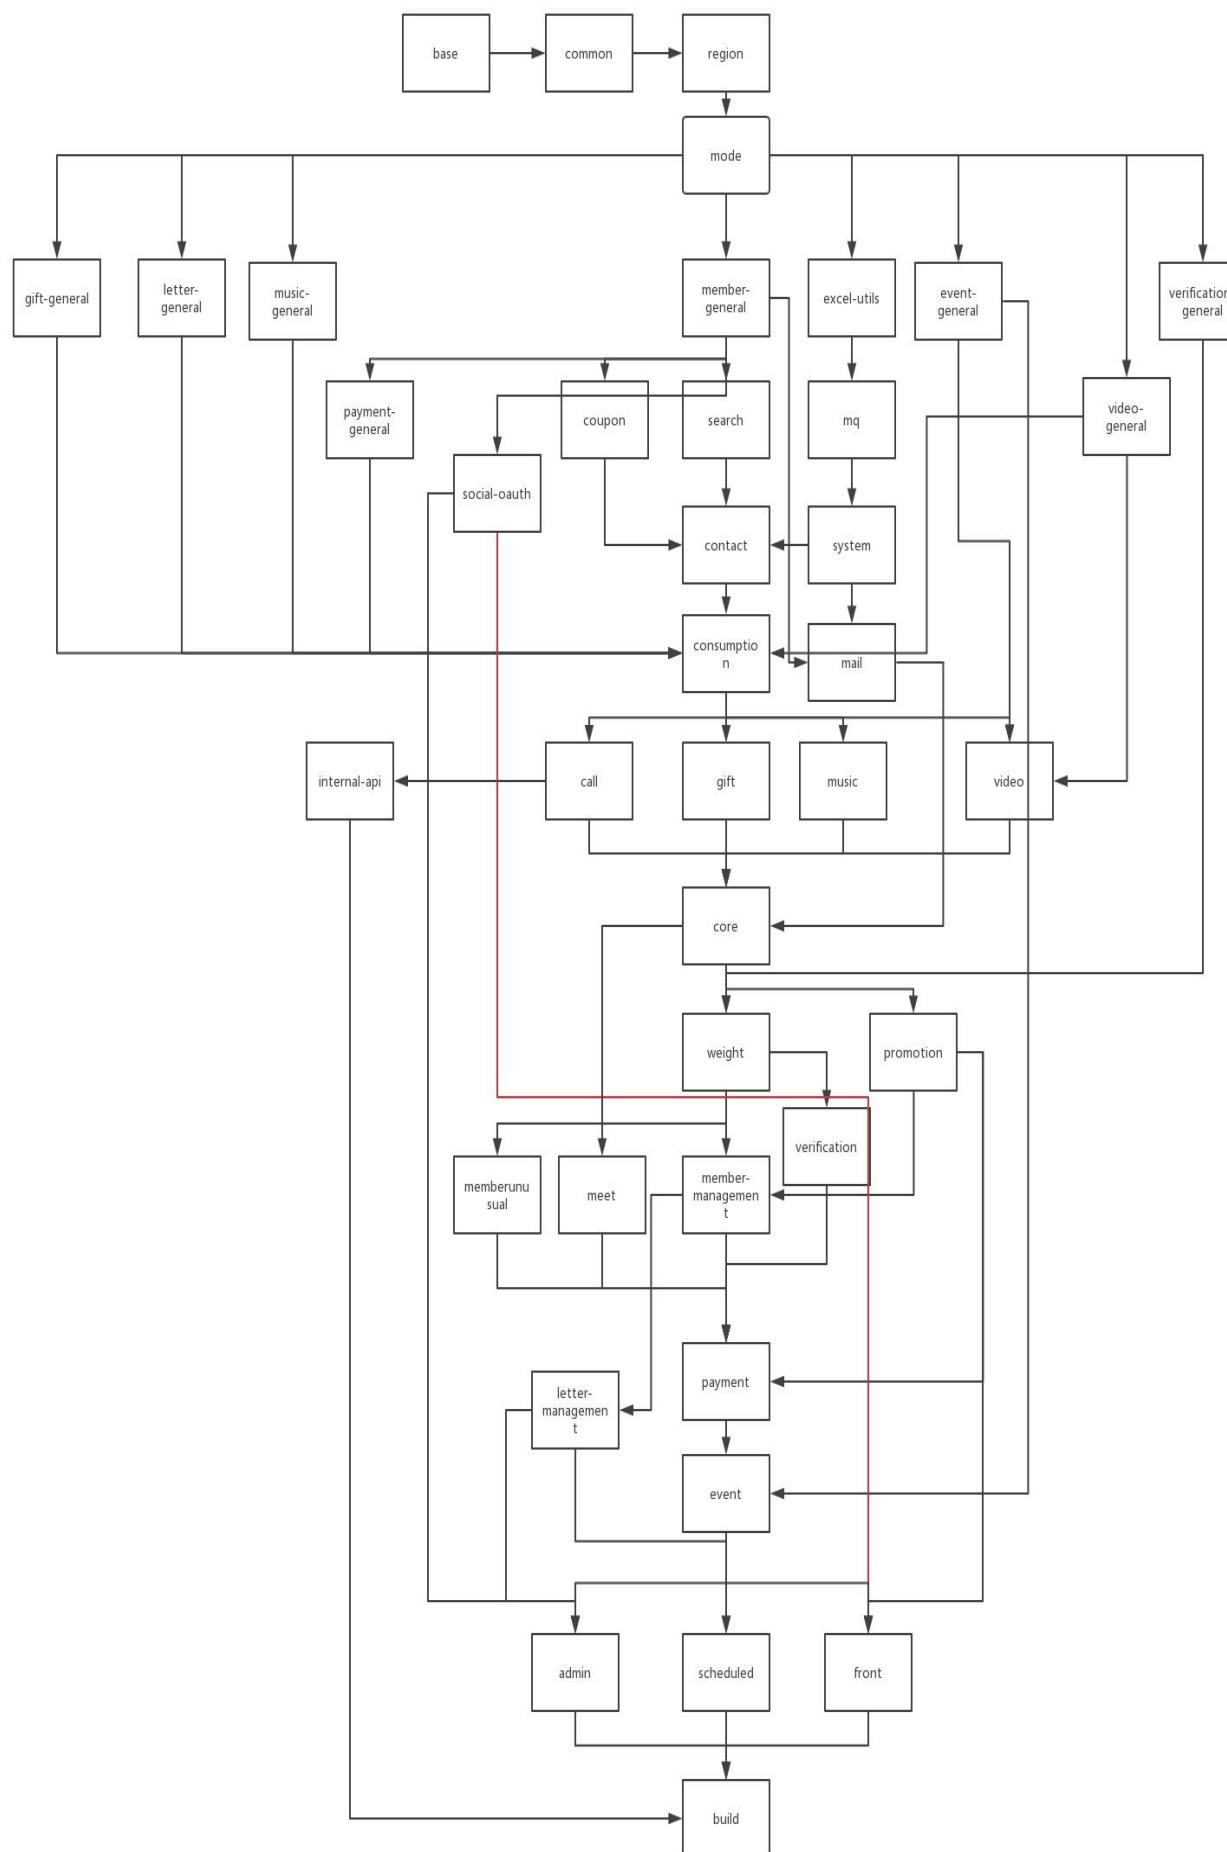 base
common
region
mode
gift-general
letter-
general
music-
general
member-
general
excel-utils
event-
general
verification
general
payment-
general
coupon
search
mq
video-
general
social-oauth
contact
system
consumptio
n
mail
internal-api
call
gift
music
video
core
weight
promotion
verification
memberunu
sual
meet
member-
managemen
t
payment
letter-
managemen
t
event
admin
scheduled
front
build